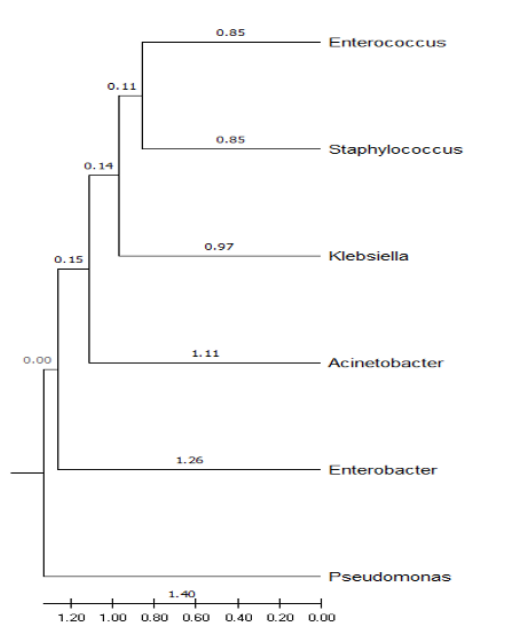 0.85
Enterococcus
0.11
0.85
Staphylococcus
0.14
0.97
Klebsiella
0.15
1.11
Acinetobacter
0.00
1.26
Enterobacter
Pseudomonas
1.40
1.20 1.00 0.80 0.60 0.40 0.20 0.00